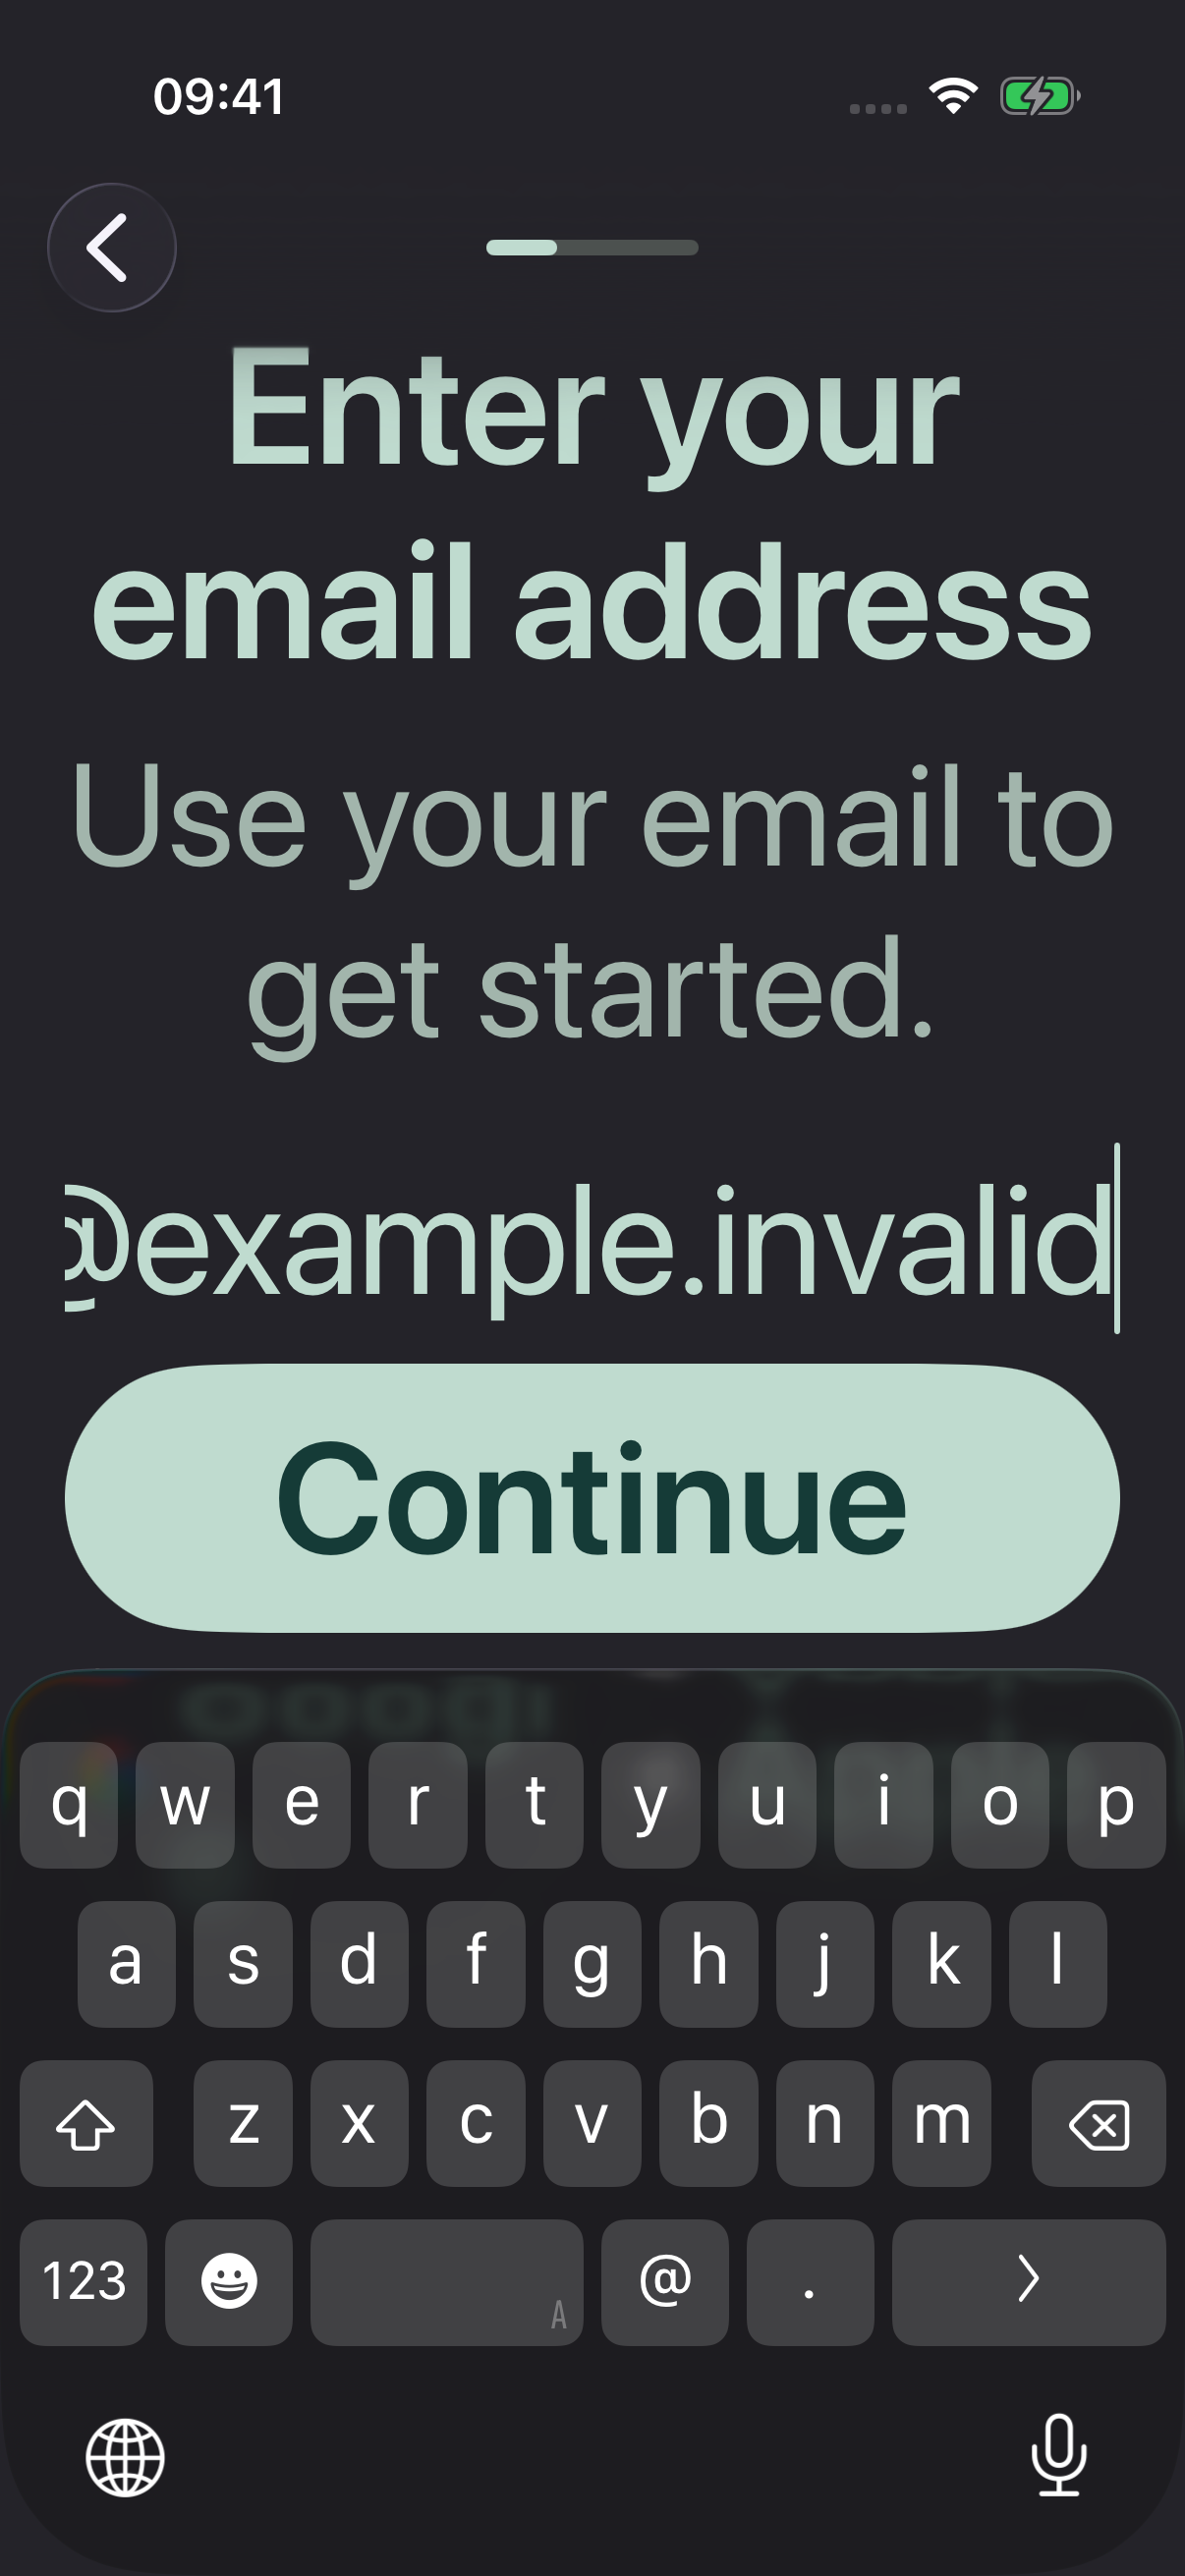 09:41
Enter your
email address
Use your email to
get started.
@example.invalid
Continue
q w e r t y u i o p
a s d f g h j k l
z x c v b n m
123 @ .